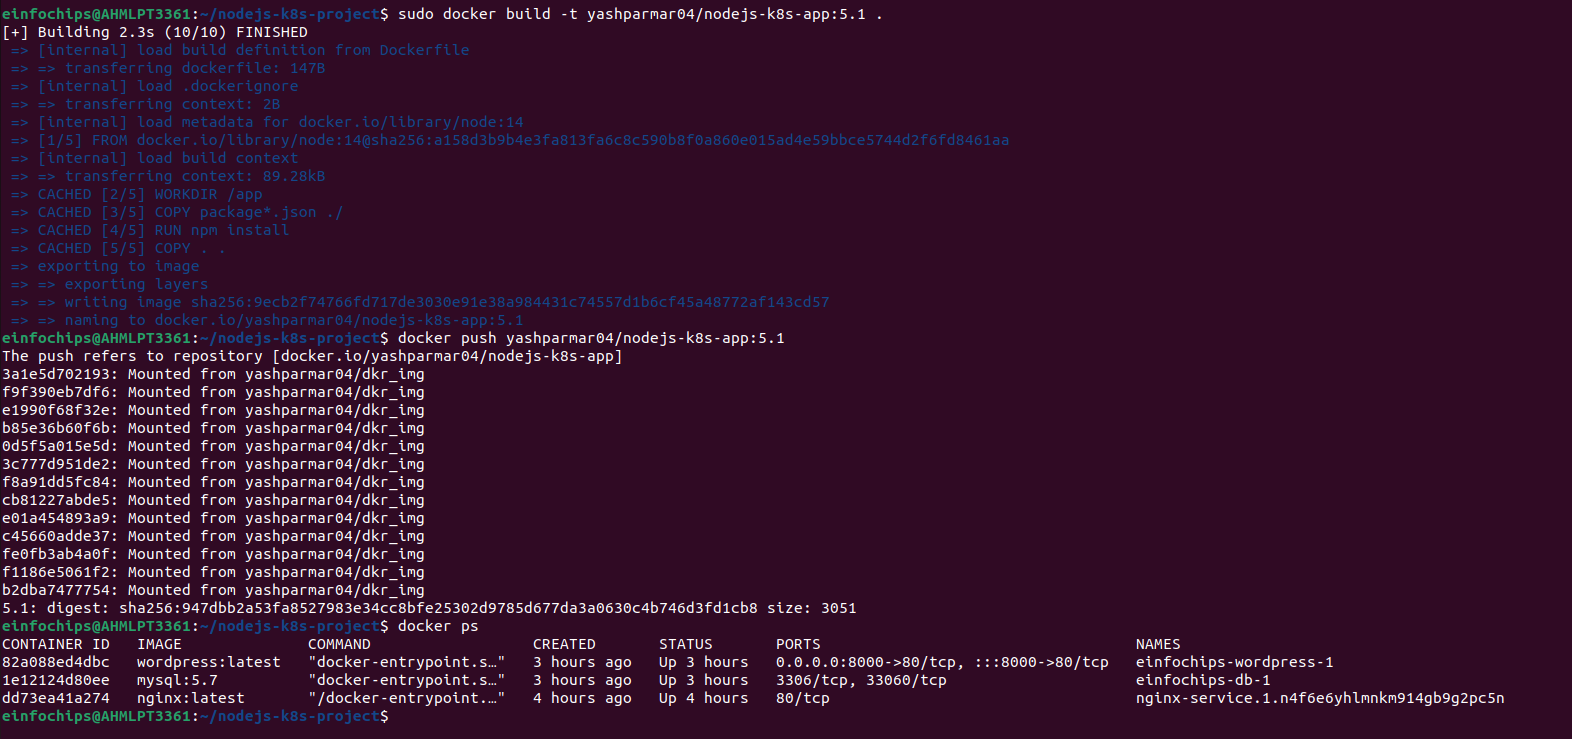 einfochips@AHMLPT3361:~/nodejs-k8s-project$ sudo docker build -t yashparmar04/nodejs-k8s-app:5.1 .
[+] Building 2.3s (10/10) FINISHED
=> [internal] load build definition from Dockerfile
=> => transferring dockerfile: 147B
=> [internal] load .dockerignore
=> => transferring context: 2B
=> [internal] load metadata for docker.io/library/node:14
=> [1/5] FROM docker.io/library/node:14@sha256:a158d3b9b4e3fa813fa6c8c590b8f0a860e015ad4e59bbce5744d2f6fd8461aa
=> [internal] load build context
=> => transferring context: 89.28kB
=> CACHED [2/5] WORKDIR /app
=> CACHED [3/5] COPY package*.json ./
=> CACHED [4/5] RUN npm install
=> CACHED [5/5] COPY . .
=> exporting to image
=> => exporting layers
=> => writing image sha256:9ecb2f74766fd717de3030e91e38a984431c74557d1b6cf45a48772af143cd57
=> => naming to docker.io/yashparmar04/nodejs-k8s-app:5.1
einfochips@AHMLPT3361:~/nodejs-k8s-project$ docker push yashparmar04/nodejs-k8s-app:5.1
The push refers to repository [docker.io/yashparmar04/nodejs-k8s-app]
3a1e5d702193: Mounted from yashparmar04/dkr_img
f9f390eb7df6: Mounted from yashparmar04/dkr_img
e1990f68f32e: Mounted from yashparmar04/dkr_img
b85e36b60f6b: Mounted from yashparmar04/dkr_img
0d5f5a015e5d: Mounted from yashparmar04/dkr_img
3c777d951de2: Mounted from yashparmar04/dkr_img
f8a91dd5fc84: Mounted from yashparmar04/dkr_img
cb81227abde5: Mounted from yashparmar04/dkr_img
e01a454893a9: Mounted from yashparmar04/dkr_img
c45660adde37: Mounted from yashparmar04/dkr_img
fe0fb3ab4a0f: Mounted from yashparmar04/dkr_img
f1186e5061f2: Mounted from yashparmar04/dkr_img
b2dba7477754: Mounted from yashparmar04/dkr_img
5.1: digest: sha256:947dbb2a53fa8527983e34cc8bfe25302d9785d677da3a0630c4b746d3fd1cb8 size: 3051
einfochips@AHMLPT3361:~/nodejs-k8s-project$ docker ps
CONTAINER ID   IMAGE              COMMAND                  CREATED       STATUS       PORTS                                   NAMES
82a088ed4dbc   wordpress:latest   "docker-entrypoint.s…"   3 hours ago   Up 3 hours   0.0.0.0:8000->80/tcp, :::8000->80/tcp   einfochips-wordpress-1
1e12124d80ee   mysql:5.7          "docker-entrypoint.s…"   3 hours ago   Up 3 hours   3306/tcp, 33060/tcp                     einfochips-db-1
dd73ea41a274   nginx:latest       "/docker-entrypoint.…"   4 hours ago   Up 4 hours   80/tcp                                  nginx-service.1.n4f6e6yhlmnkm914gb9g2pc5n
einfochips@AHMLPT3361:~/nodejs-k8s-project$